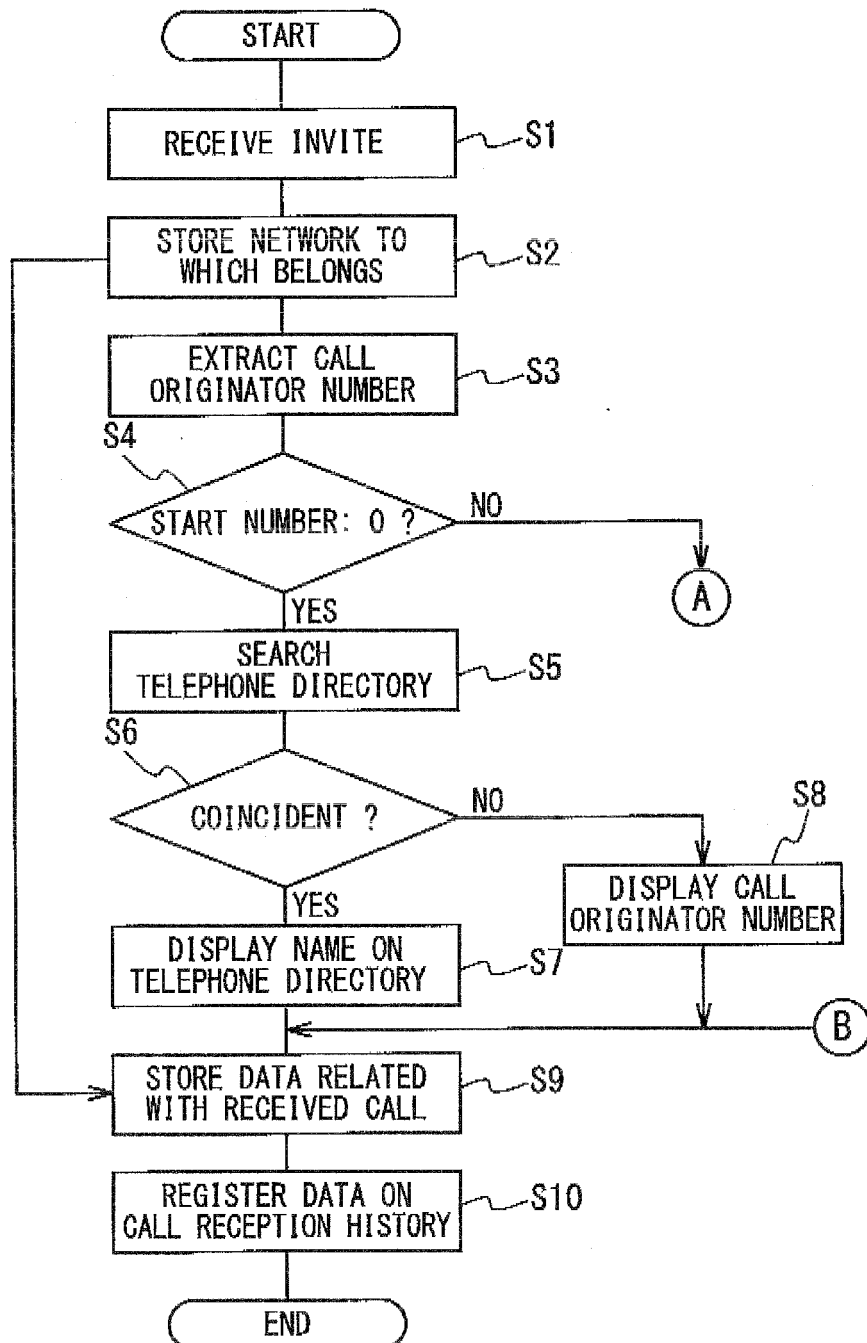 START
RECEIVE INVITE
S1
STORE NETWORK TO
WHICH BELONGS
S2
EXTRACT CALL
ORIGINATOR NUMBER
S3
S4
START NUMBER: 0 ?
NO
A
YES
SEARCH
TELEPHONE DIRECTORY
S5
S6
COINCIDENT ?
NO
S8
DISPLAY CALL
ORIGINATOR NUMBER
YES
DISPLAY NAME ON
TELEPHONE DIRECTORY
S7
B
STORE DATA RELATED
WITH RECEIVED CALL
S9
REGISTER DATA ON
CALL RECEPTION HISTORY
S10
END